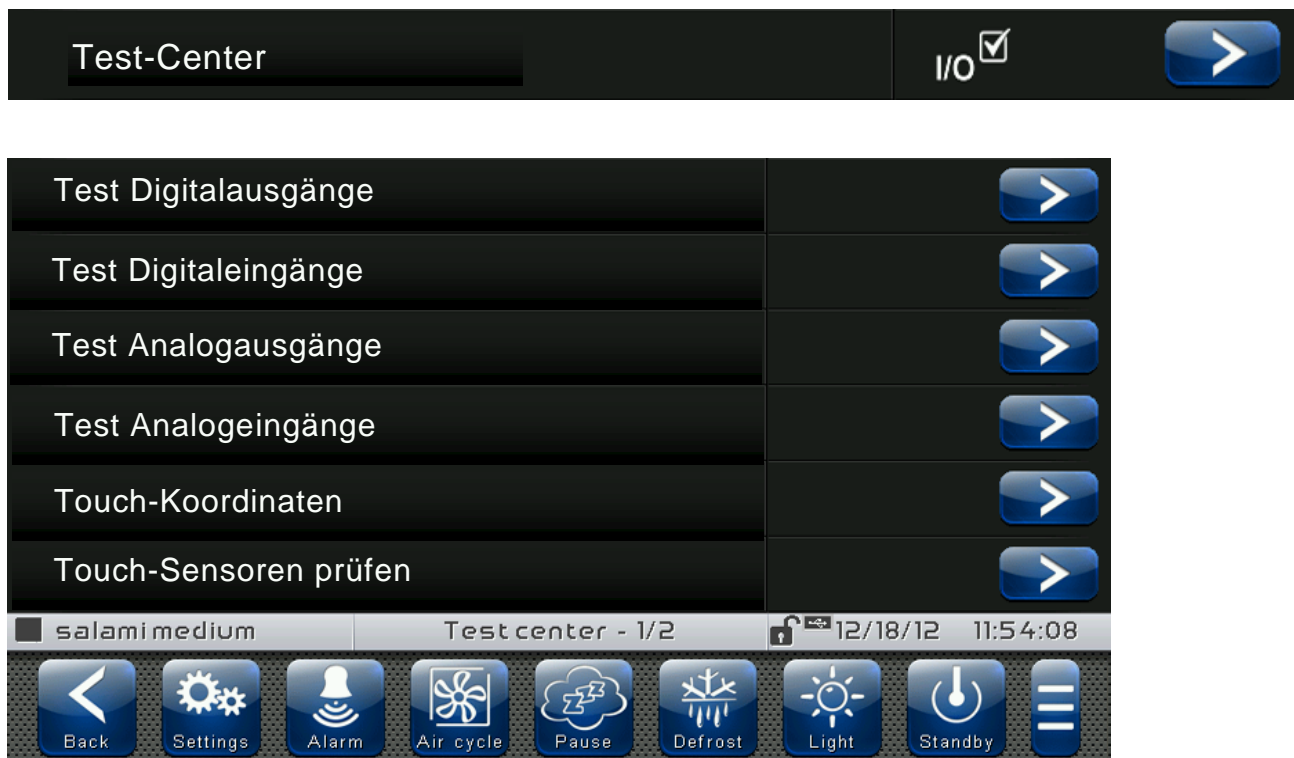 Test-Center I/O
Test Digitalausgänge
Test Digitaleingänge
Test Analogausgänge
Test Analogeingänge
Touch-Koordinaten
Touch-Sensoren prüfen
salami medium Test center - 1/2 12/18/12 11:54:08
Back Settings Alarm Air cycle zzz Pause Defrost Light Standby